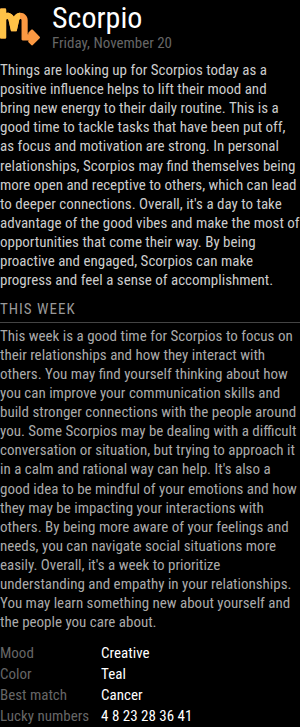 Scorpio
Friday, November 20
Things are looking up for Scorpios today as a
positive influence helps to lift their mood and
bring new energy to their daily routine. This is a
good time to tackle tasks that have been put off,
as focus and motivation are strong. In personal
relationships, Scorpios may find themselves being
more open and receptive to others, which can lead
to deeper connections. Overall, it's a day to take
advantage of the good vibes and make the most of
opportunities that come their way. By being
proactive and engaged, Scorpios can make
progress and feel a sense of accomplishment.
THIS WEEK
This week is a good time for Scorpios to focus on
their relationships and how they interact with
others. You may find yourself thinking about how
you can improve your communication skills and
build stronger connections with the people around
you. Some Scorpios may be dealing with a difficult
conversation or situation, but trying to approach it
in a calm and rational way can help. It's also a
good idea to be mindful of your emotions and how
they may be impacting your interactions with
others. By being more aware of your feelings and
needs, you can navigate social situations more
easily. Overall, it's a week to prioritize
understanding and empathy in your relationships.
You may learn something new about yourself and
the people you care about.
Mood Creative
Color Teal
Best match Cancer
Lucky numbers 4 8 23 28 36 41